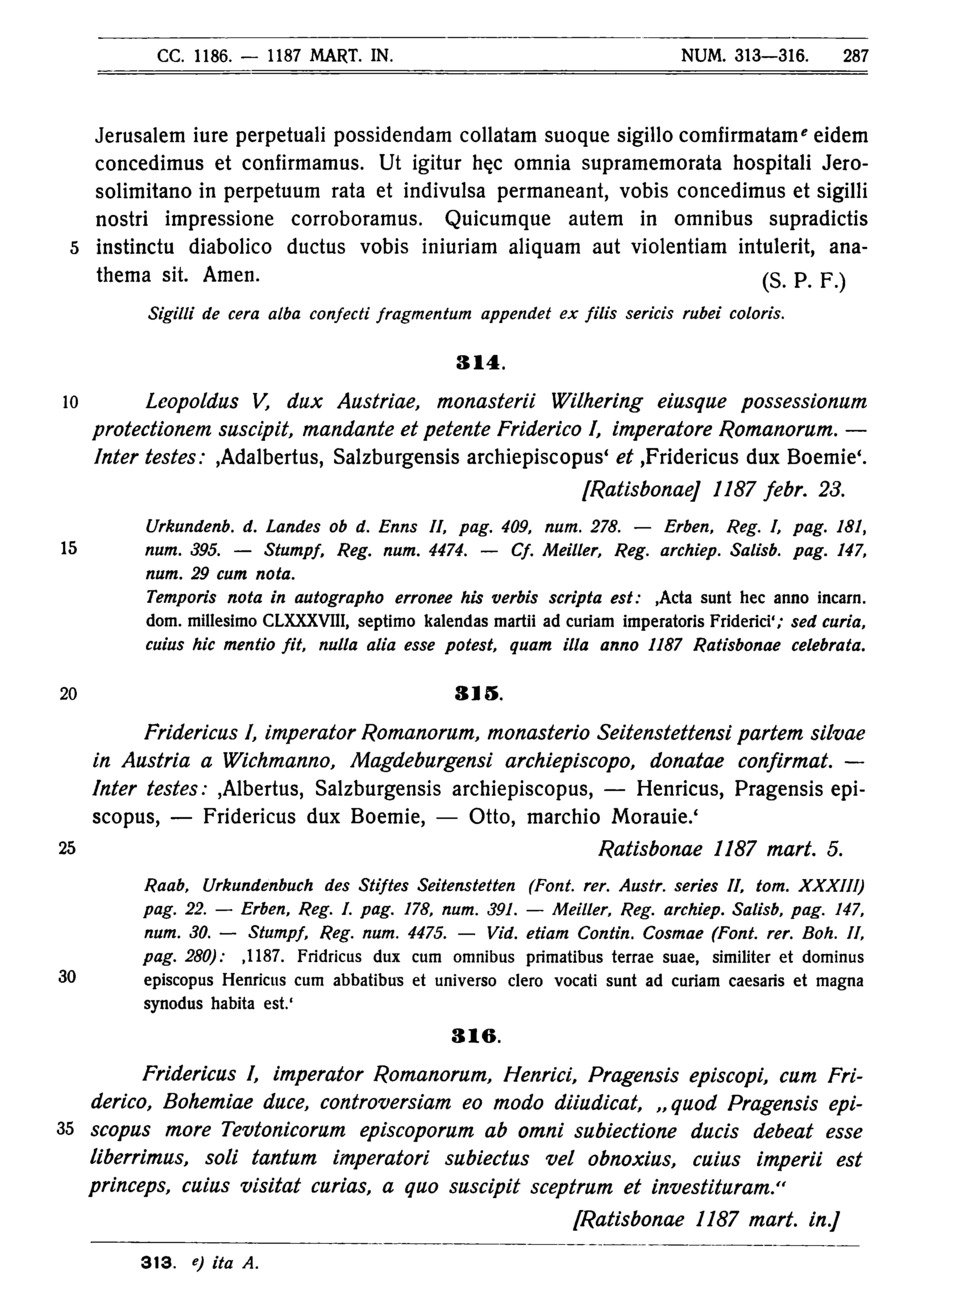 CC. 1186. — 1187 MART. IN. NUM. 313—316. 287
Jerusalem iure perpetuali possidendam collatam suoque sigillo comfirmatam e eidem
concedimus et confirmamus. Ut igitur hęc omnia supramemorata hospitali Jero-
solimitano in perpetuum rata et indivulsa permaneant, vobis concedimus et sigilli
nostri impressione corroboramus. Quicumque autem in omnibus supradictis
5 instinctu diabolico ductus vobis iniuriam aliquam aut violentiam intulerit, ana-
thema sit. Amen. (S. P. F.)
Sigilli de cera alba confecti fragmentum appendet ex filis sericis rubei coloris.
314.
10 Leopoldus V, dux Austriae, monasterii Wilhering eiusque possessionum
protectionem suscipit, mandante et petente Friderico I, imperatore Romanorum. —
Inter testes: ‚Adalbertus, Salzburgensis archiepiscopus‘ et ‚Fridericus dux Boemie‘.
[Ratisbonae] 1187 febr. 23.
Urkundenb. d. Landes ob d. Enns II, pag. 409, num. 278. — Erben, Reg. I, pag. 181,
15 num. 395. — Stumpf, Reg. num. 4474. — Cf. Meiller, Reg. archiep. Salisb. pag. 147,
num. 29 cum nota.
Temporis nota in autographo erronee his verbis scripta est: ‚Acta sunt hec anno incarn.
dom. millesimo CLXXXVIII, septimo kalendas martii ad curiam imperatoris Friderici‘; sed curia,
cuius hic mentio fit, nulla alia esse potest, quam illa anno 1187 Ratisbonae celebrata.
20 315.
Fridericus I, imperator Romanorum, monasterio Seitenstettensi partem silvae
in Austria a Wichmanno, Magdeburgensi archiepiscopo, donatae confirmat. —
Inter testes: ‚Albertus, Salzburgensis archiepiscopus, — Henricus, Pragensis epi-
scopus, — Fridericus dux Boemie, — Otto, marchio Morauie.‘
25 Ratisbonae 1187 mart. 5.
Raab, Urkundenbuch des Stiftes Seitenstetten (Font. rer. Austr. series II, tom. XXXIII)
pag. 22. — Erben, Reg. I. pag. 178, num. 391. — Meiller, Reg. archiep. Salisb, pag. 147,
num. 30. — Stumpf, Reg. num. 4475. — Vid. etiam Contin. Cosmae (Font. rer. Boh. II,
pag. 280): ‚1187. Fridricus dux cum omnibus primatibus terrae suae, similiter et dominus
30 episcopus Henricus cum abbatibus et universo clero vocati sunt ad curiam caesaris et magna
synodus habita est.‘
316.
Fridericus I, imperator Romanorum, Henrici, Pragensis episcopi, cum Fri-
derico, Bohemiae duce, controversiam eo modo diiudicat, „quod Pragensis epi-
35 scopus more Tevtonicorum episcoporum ab omni subiectione ducis debeat esse
liberrimus, soli tantum imperatori subiectus vel obnoxius, cuius imperii est
princeps, cuius visitat curias, a quo suscipit sceptrum et investituram.“
[Ratisbonae 1187 mart. in.]
313. e) ita A.